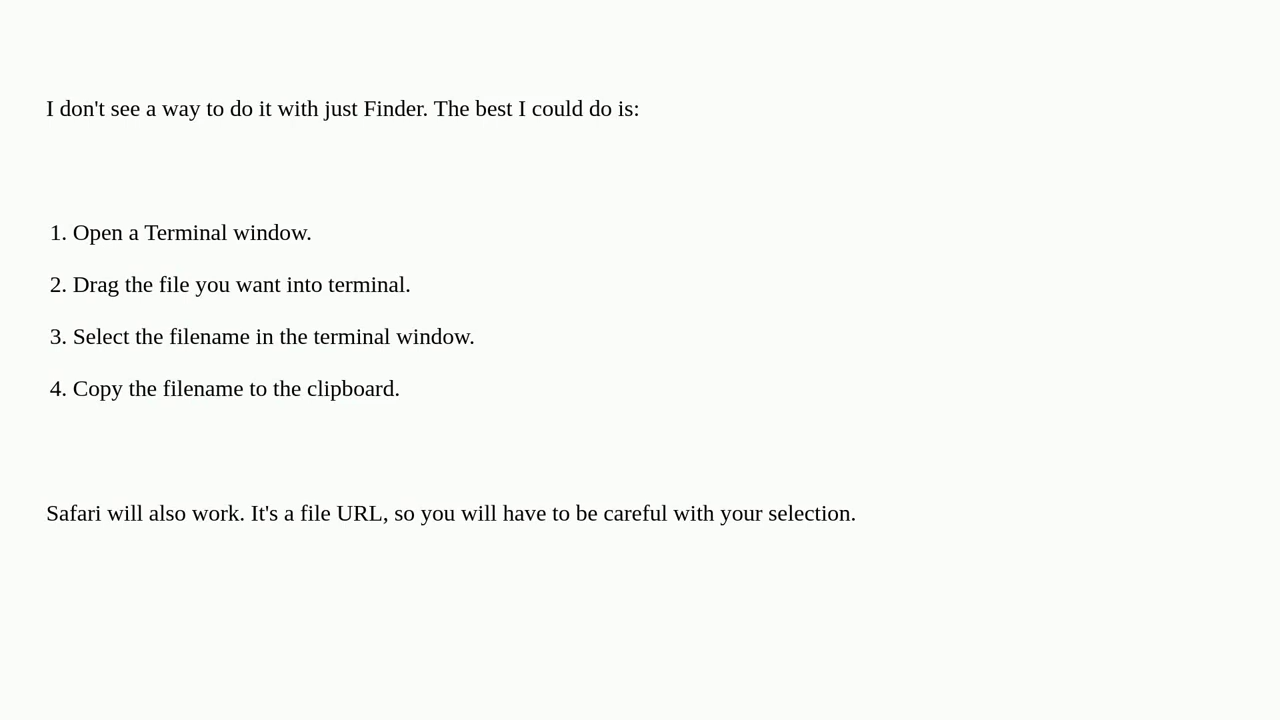 I don't see a way to do it with just Finder. The best I could do is:
1. Open a Terminal window.
2. Drag the file you want into terminal.
3. Select the filename in the terminal window.
4. Copy the filename to the clipboard.
Safari will also work. It's a file URL, so you will have to be careful with your selection.